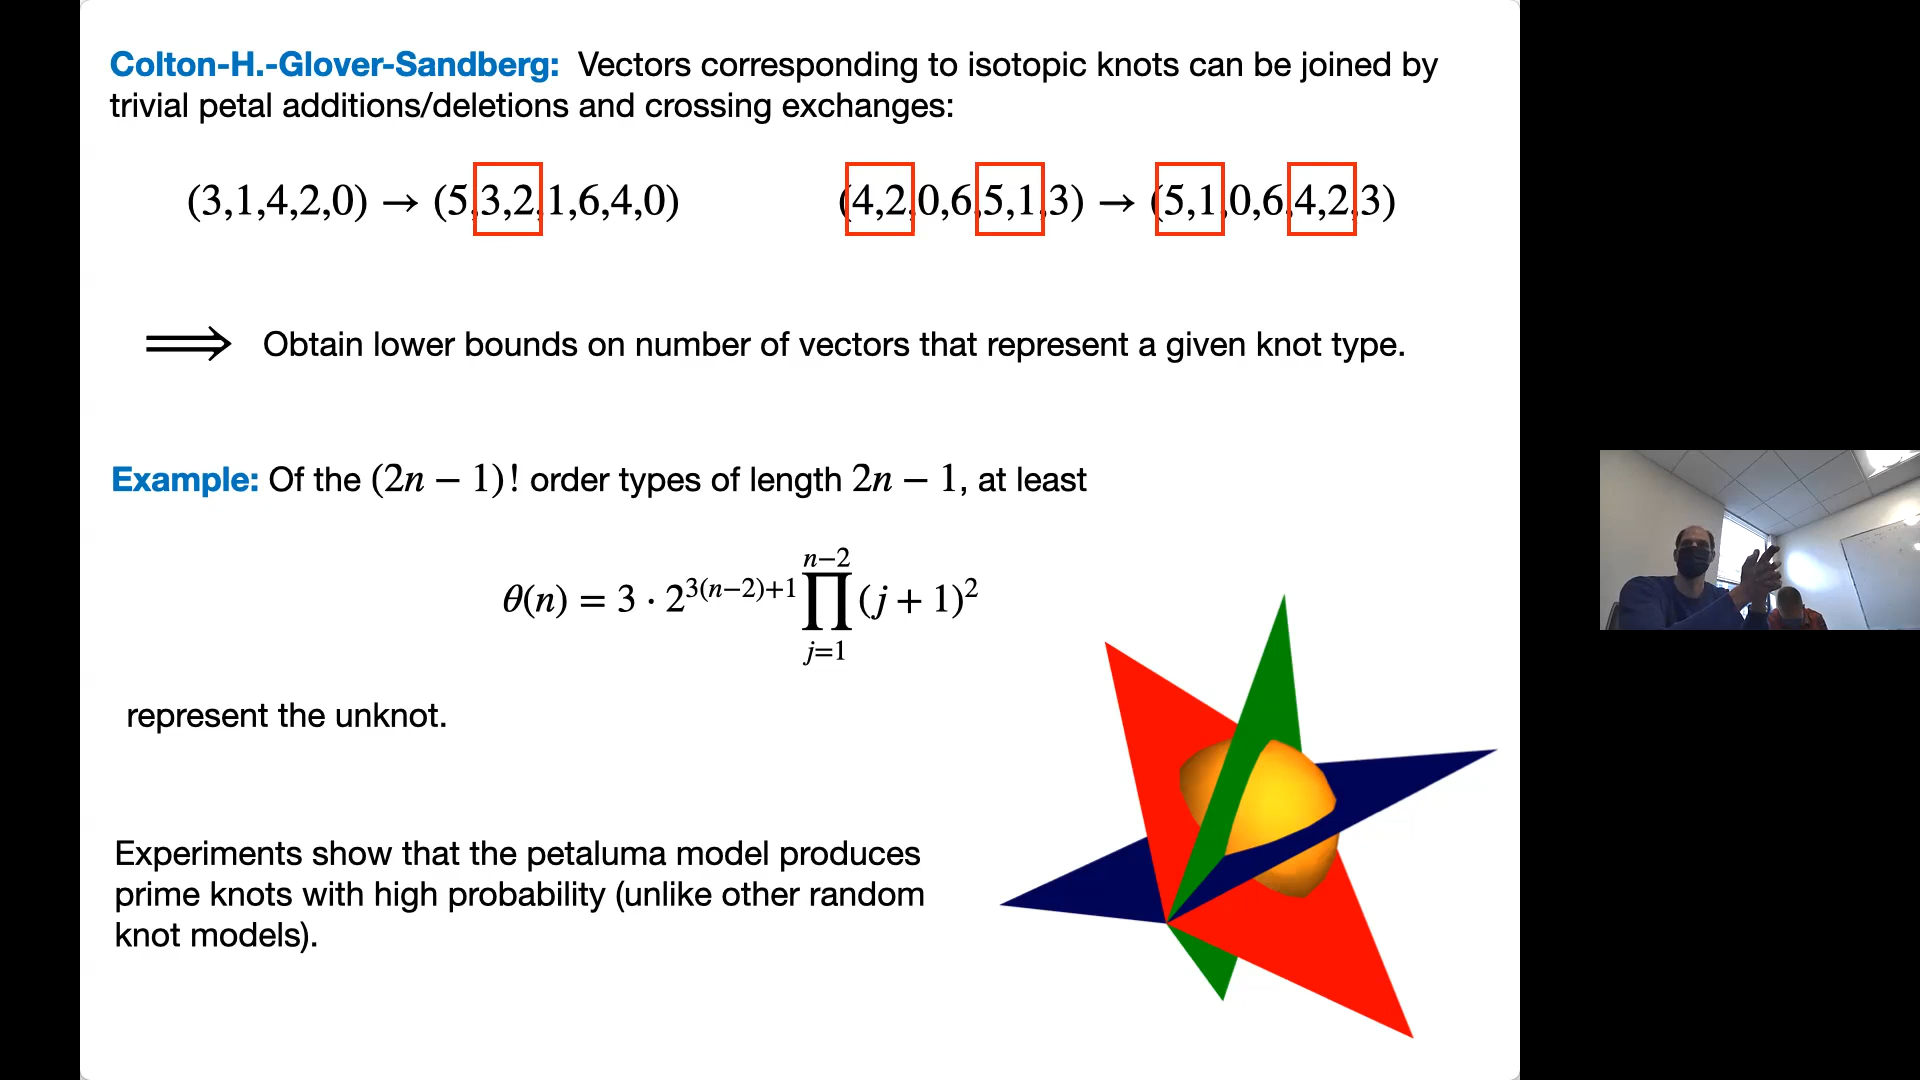 Colton-H.-Glover-Sandberg: Vectors corresponding to isotopic knots can be joined by
trivial petal additions/deletions and crossing exchanges:
(3,1,4,2,0) → (5,3,2,1,6,4,0) (4,2,0,6,5,1,3) → (5,1,0,6,4,2,3)
⟹ Obtain lower bounds on number of vectors that represent a given knot type.
Example: Of the (2n − 1)! order types of length 2n − 1, at least
θ(n) = 3 · 2^{3(n−2)+1} ∏_{j=1}^{n−2} (j + 1)^2
represent the unknot.
Experiments show that the petaluma model produces
prime knots with high probability (unlike other random
knot models).